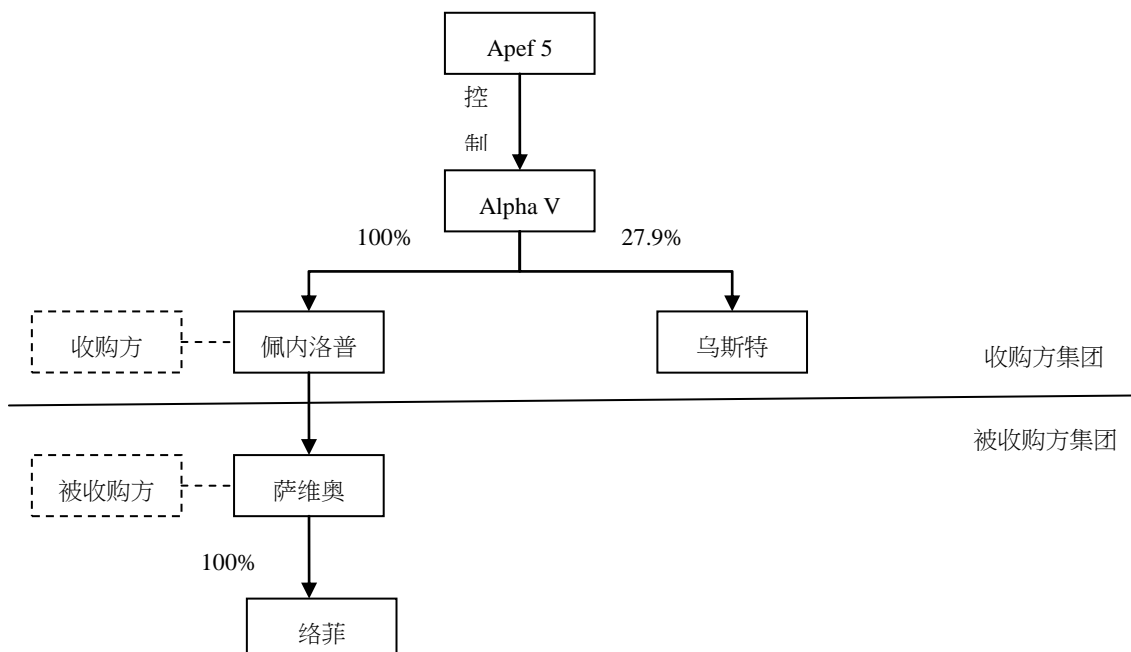 Apef 5
控
制
Alpha V
100%
27.9%
收购方
佩内洛普
乌斯特
收购方集团
被收购方集团
被收购方
萨维奥
100%
络菲